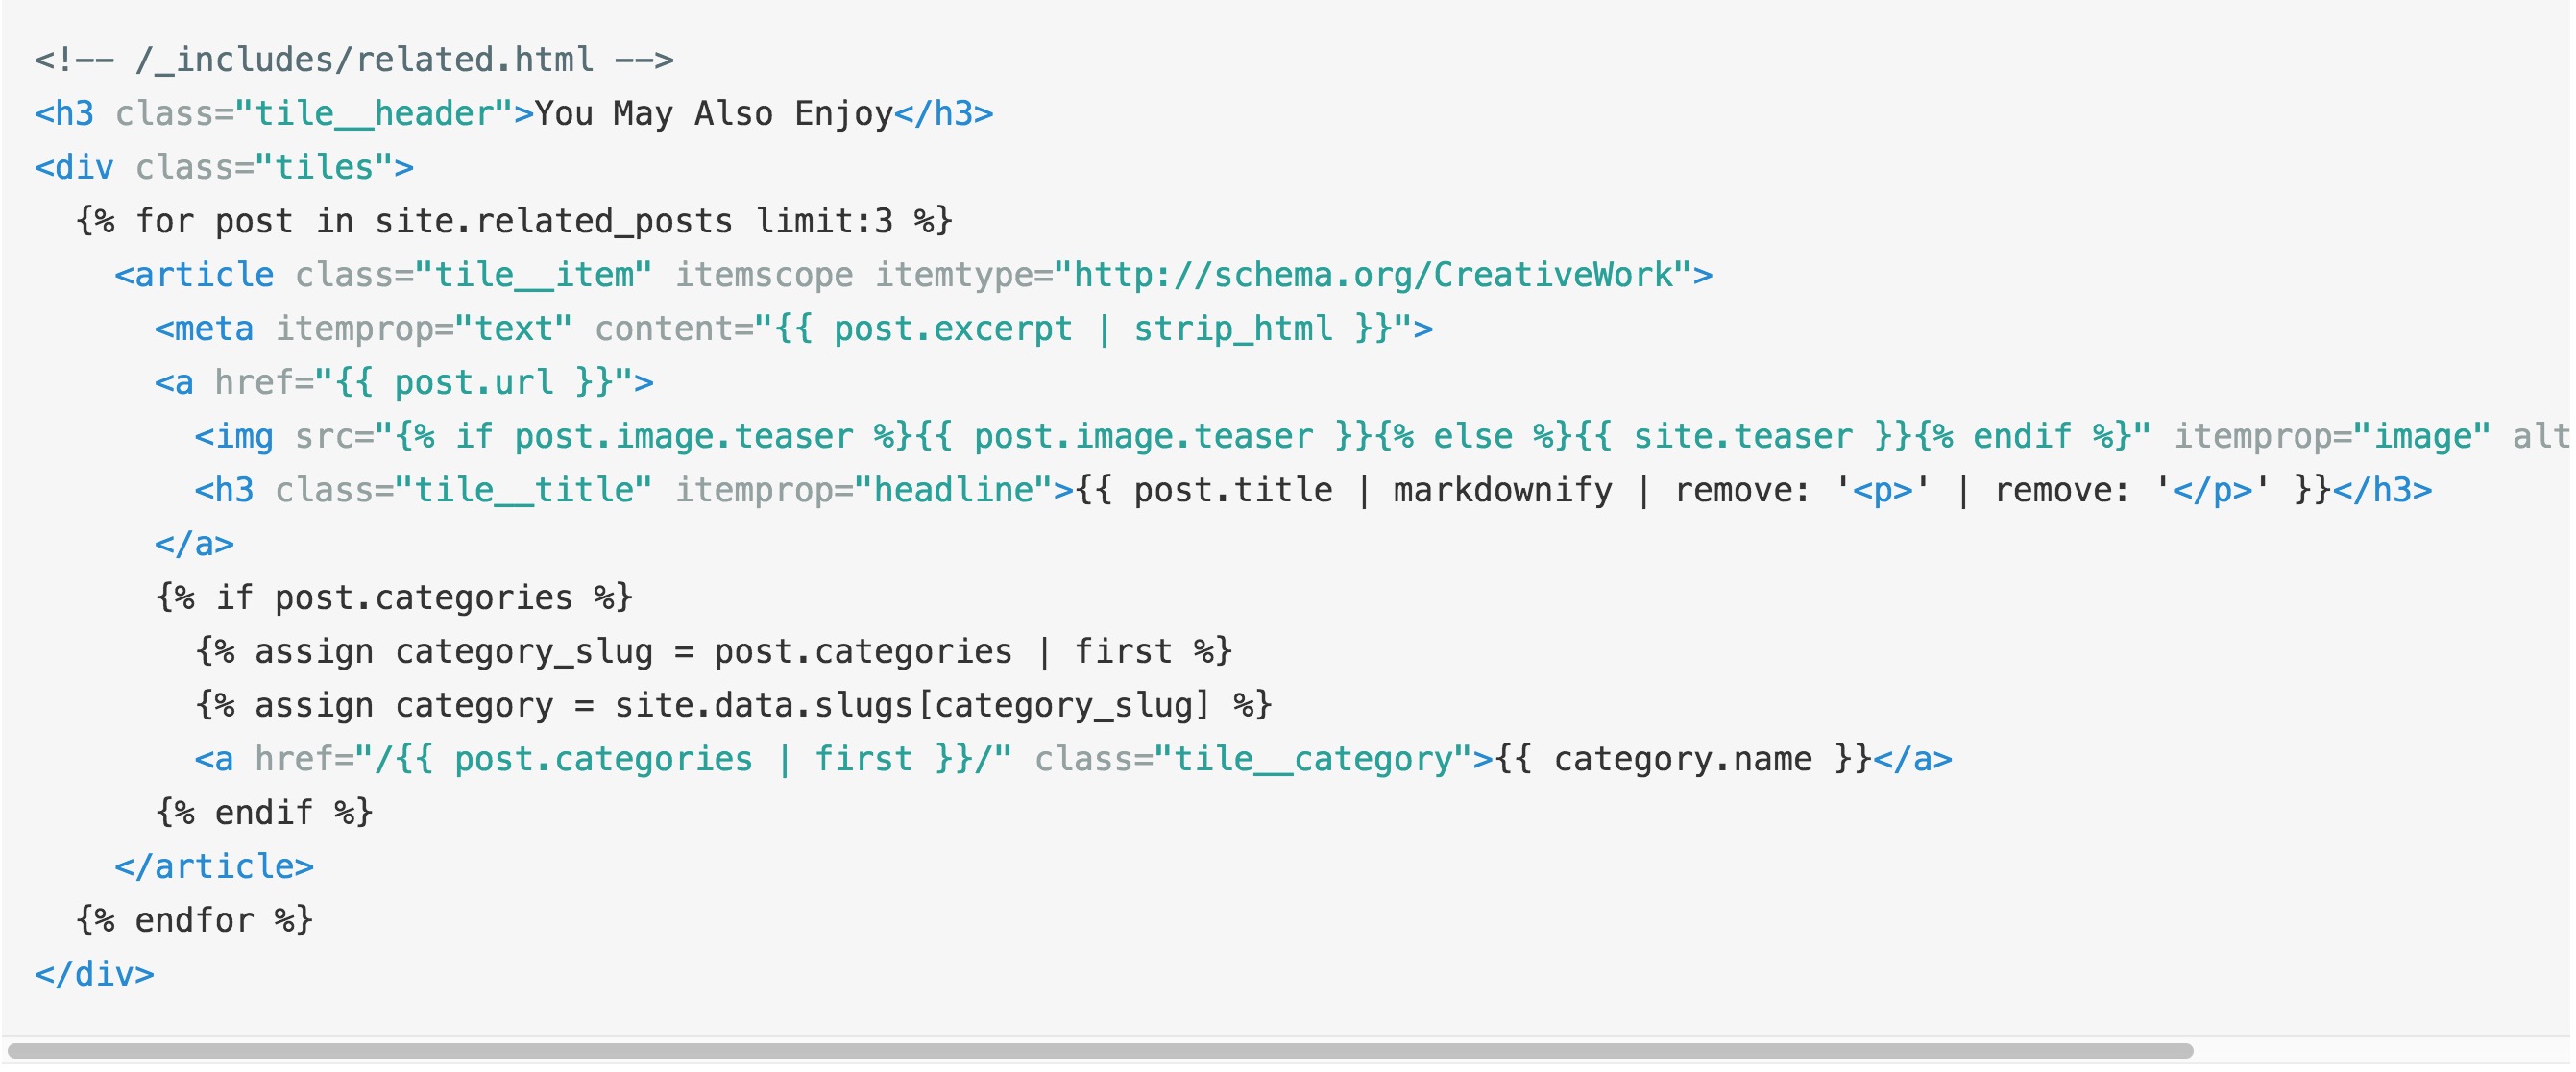 <!-- /_includes/related.html -->
<h3 class="tile__header">You May Also Enjoy</h3>
<div class="tiles">
  {% for post in site.related_posts limit:3 %}
    <article class="tile__item" itemscope itemtype="http://schema.org/CreativeWork">
      <meta itemprop="text" content="{{ post.excerpt | strip_html }}">
      <a href="{{ post.url }}">
        <img src="{% if post.image.teaser %}{{ post.image.teaser }}{% else %}{{ site.teaser }}{% endif %}" itemprop="image" alt
        <h3 class="tile__title" itemprop="headline">{{ post.title | markdownify | remove: '<p>' | remove: '</p>' }}</h3>
      </a>
      {% if post.categories %}
        {% assign category_slug = post.categories | first %}
        {% assign category = site.data.slugs[category_slug] %}
        <a href="/{{ post.categories | first }}/" class="tile__category">{{ category.name }}</a>
      {% endif %}
    </article>
  {% endfor %}
</div>